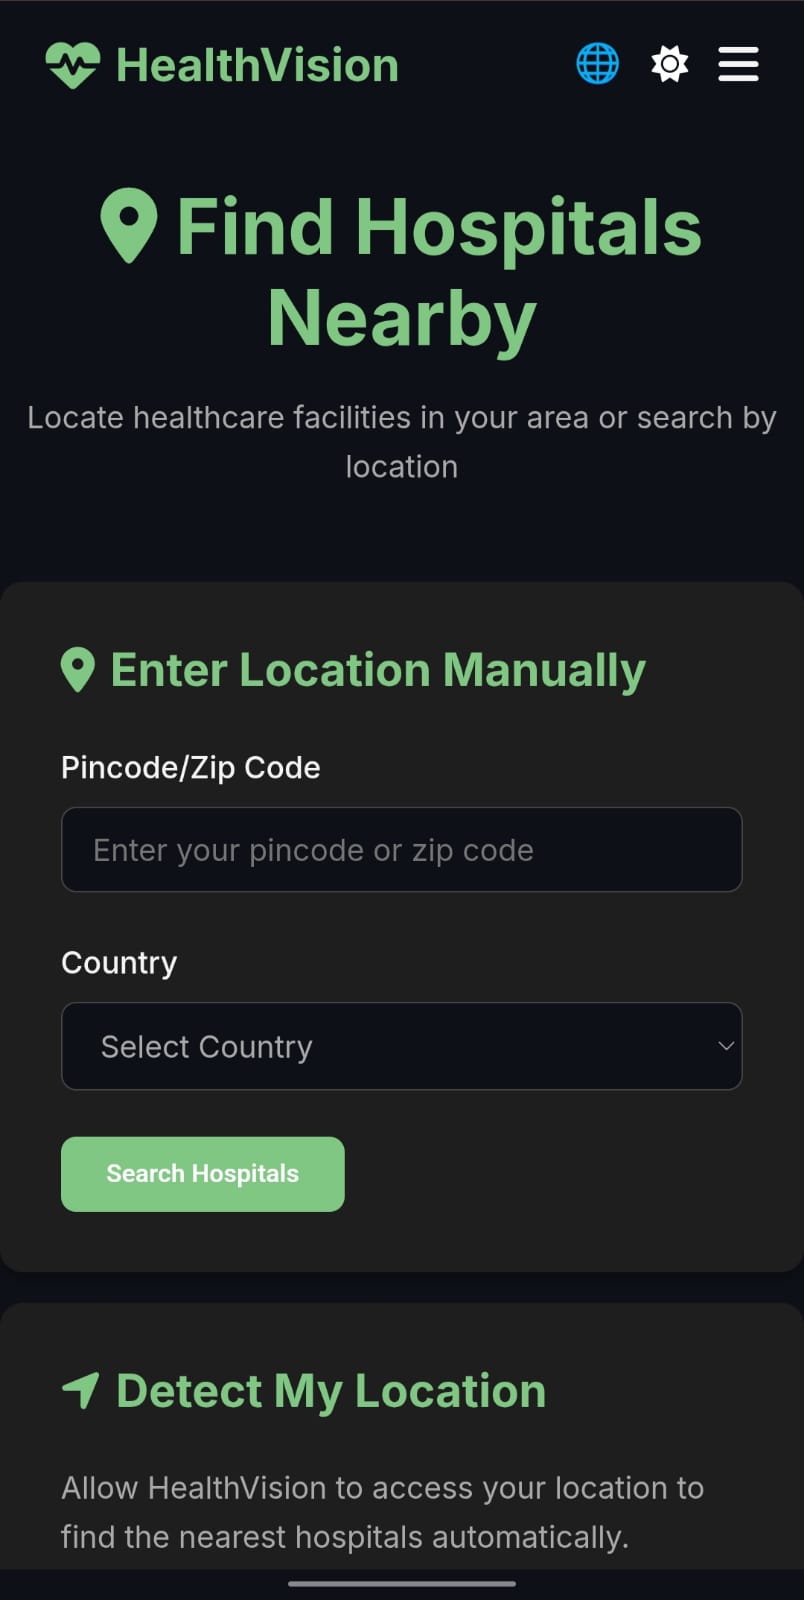 HealthVision
Find Hospitals
Nearby
Locate healthcare facilities in your area or search by
location
Enter Location Manually
Pincode/Zip Code
Enter your pincode or zip code
Country
Select Country
Search Hospitals
Detect My Location
Allow HealthVision to access your location to
find the nearest hospitals automatically.